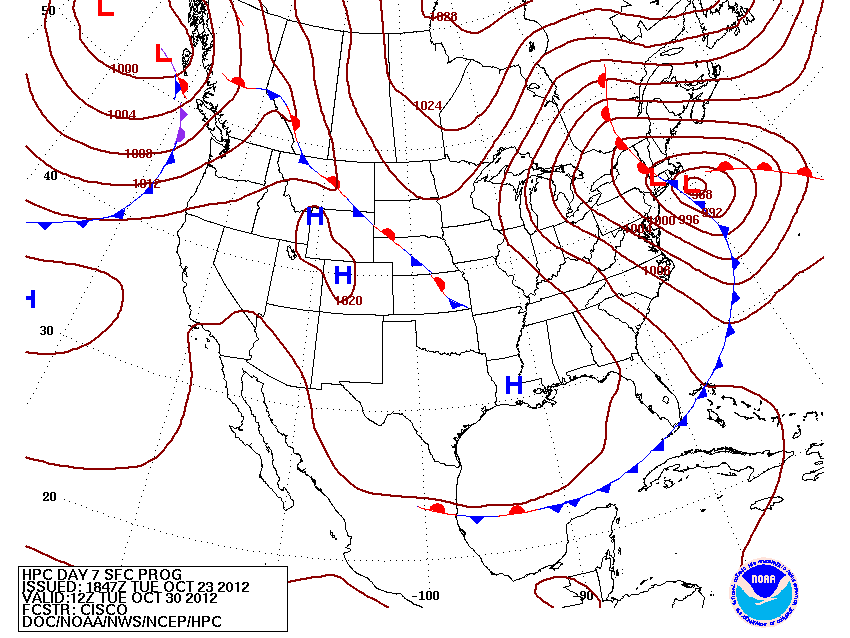 50
L
1028
L
1000
1024
1004
1008
40
1012
L
L
988
992
H
1000
996
1004
H
1008
H
1020
30
H
20
-100
-90
HPC DAY 7 SFC PROG
ISSUED: 1847Z TUE OCT 23 2012
VALID:12Z TUE OCT 30 2012
FCSTR: CISCO
DOC/NOAA/NWS/NCEP/HPC
NOAA